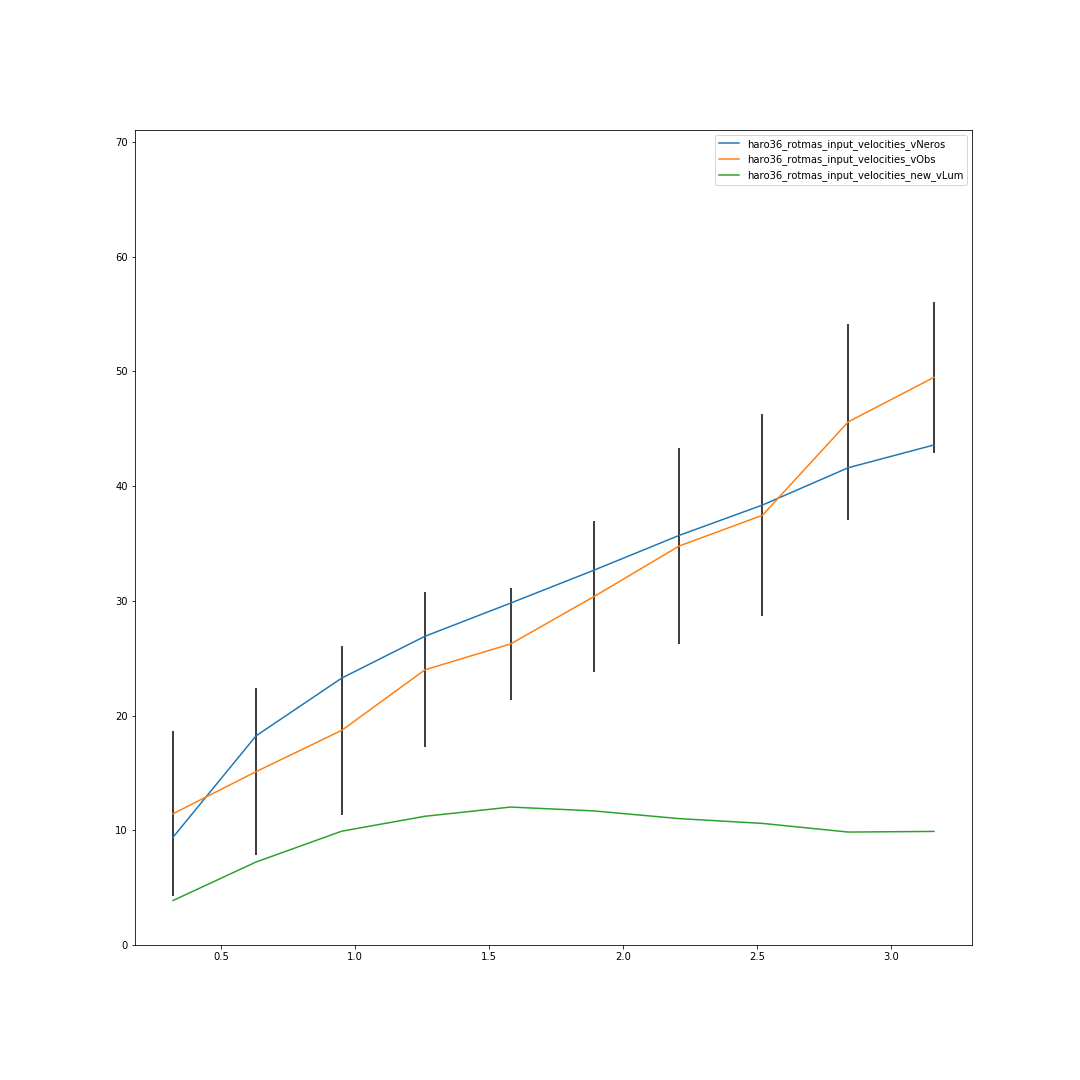 haro36_rotmas_input_velocities_vNeros
haro36_rotmas_input_velocities_vObs
haro36_rotmas_input_velocities_new_vLum
70
60
50
40
30
20
10
0
0.5 1.0 1.5 2.0 2.5 3.0